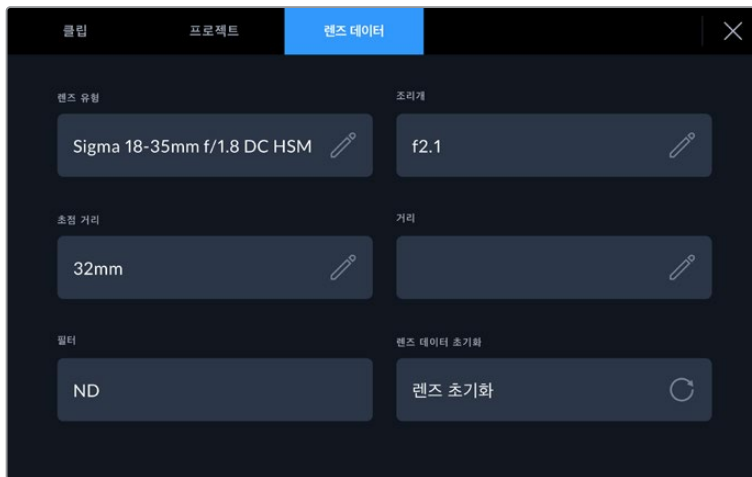 클립 프로젝트 렌즈 데이터
렌즈 유형 조리개
Sigma 18-35mm f/1.8 DC HSM f2.1
초점 거리 거리
32mm
필터 렌즈 데이터 초기화
ND 렌즈 초기화